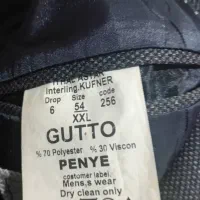 Interling.KUFNER
Drop Size code
6 54 256
XXL
GUTTO
% 70 Polyester % 30 Viscon
PENYE
costumer label
Mens,s wear
Dry clean only